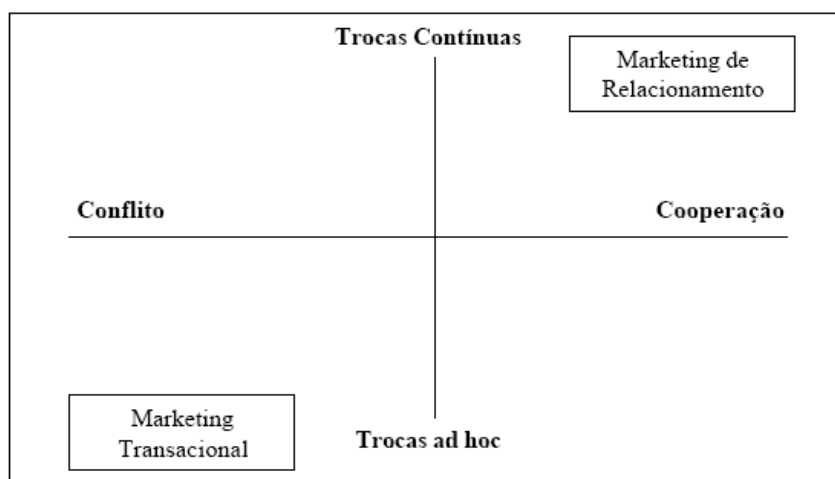 Trocas Contínuas
Marketing de
Relacionamento
Conflito
Cooperação
Marketing
Transacional
Trocas ad hoc